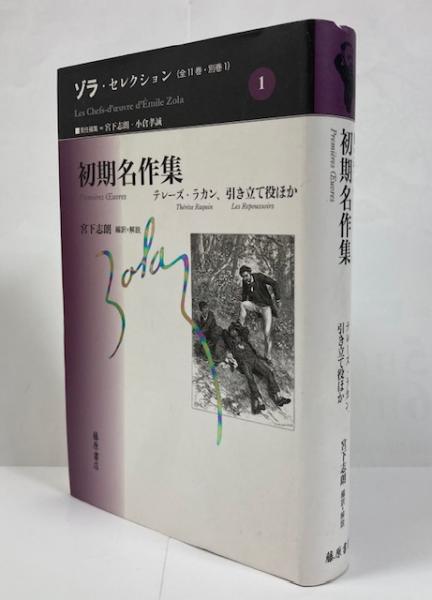 ゾラ・セレクション〈全11巻・別巻1〉
Les Chefs-d'œuvre d'Émile Zola
1
■責任編集=宮下志朗・小倉孝誠
初期名作集
Premières Œuvres
テレーズ・ラカン、引き立て役ほか
Thérèse Raquin Les Repoussoirs
宮下志朗 編訳・解説
Zola
藤原書店
初期名作集
Premières Œuvres
テレーズ・ラカン
引き立て役ほか
宮下志朗 編訳・解説
藤原書